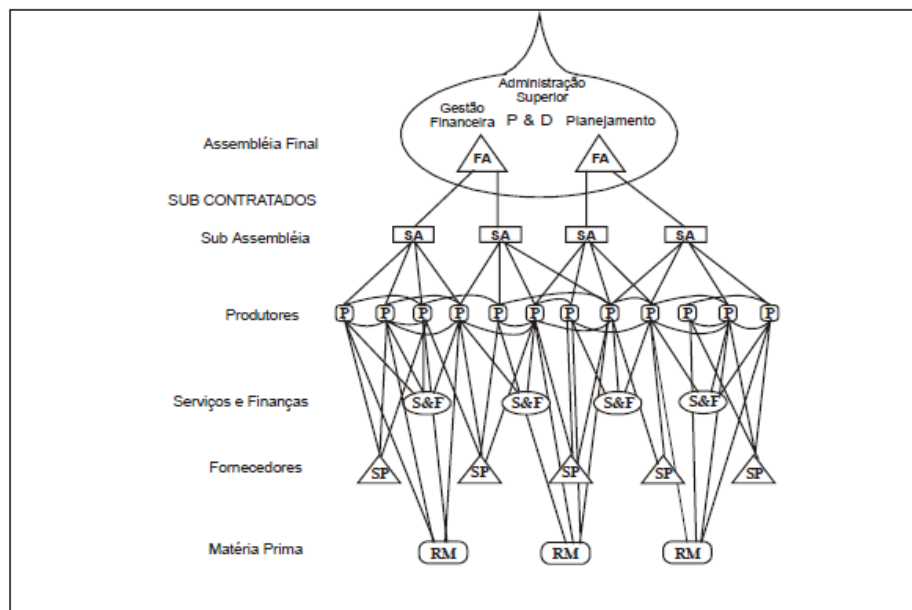 Administração
Superior
Gestão
Financeira P & D Planejamento
Assembléia Final
FA FA
SUB CONTRATADOS
Sub Assembléia SA SA SA SA
Produtores P P P P P P P P P P P P
Serviços e Finanças S&F S&F S&F S&F
Fornecedores SP SP SP SP SP
Matéria Prima RM RM RM